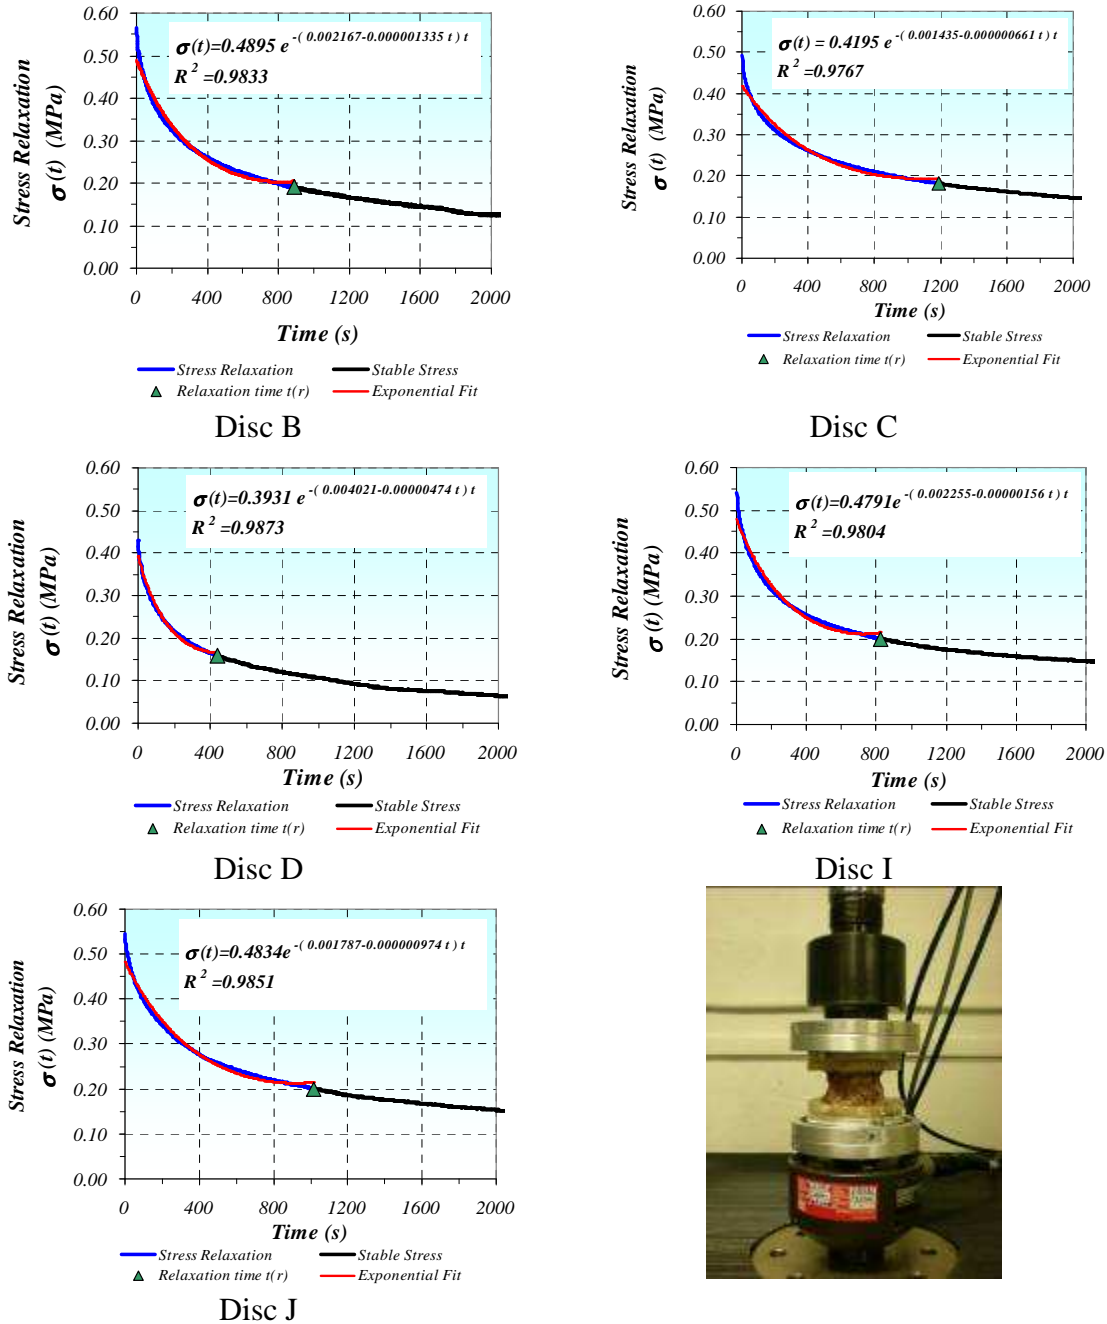 0.60
0.50
0.40
0.30
0.20
0.10
0.00
Stress Relaxation
σ(t) (MPa)
σ(t)=0.4895 e -( 0.002167-0.000001335 t ) t
R 2 =0.9833
0 400 800 1200 1600 2000
Time (s)
Stress Relaxation Stable Stress
Relaxation time t(r) Exponential Fit
Disc B
0.60
0.50
0.40
0.30
0.20
0.10
0.00
Stress Relaxation
σ(t) (MPa)
σ(t) = 0.4195 e -( 0.001435-0.000000661 t ) t
R 2 =0.9767
0 400 800 1200 1600 2000
Time (s)
Stress Relaxation Stable Stress
Relaxation time t(r) Exponential Fit
Disc C
0.60
0.50
0.40
0.30
0.20
0.10
0.00
Stress Relaxation
σ(t) (MPa)
σ(t)=0.3931 e -( 0.004021-0.00000474 t ) t
R 2 =0.9873
0 400 800 1200 1600 2000
Time (s)
Stress Relaxation Stable Stress
Relaxation time t(r) Exponential Fit
Disc D
0.60
0.50
0.40
0.30
0.20
0.10
0.00
Stress Relaxation
σ(t) (MPa)
σ(t)=0.4791e -( 0.002255-0.00000156 t ) t
R 2 =0.9804
0 400 800 1200 1600 2000
Time (s)
Stress Relaxation Stable Stress
Relaxation time t(r) Exponential Fit
Disc I
0.60
0.50
0.40
0.30
0.20
0.10
0.00
Stress Relaxation
σ(t) (MPa)
σ(t)=0.4834e -( 0.001787-0.000000974 t ) t
R 2 =0.9851
0 400 800 1200 1600 2000
Time (s)
Stress Relaxation Stable Stress
Relaxation time t(r) Exponential Fit
Disc J